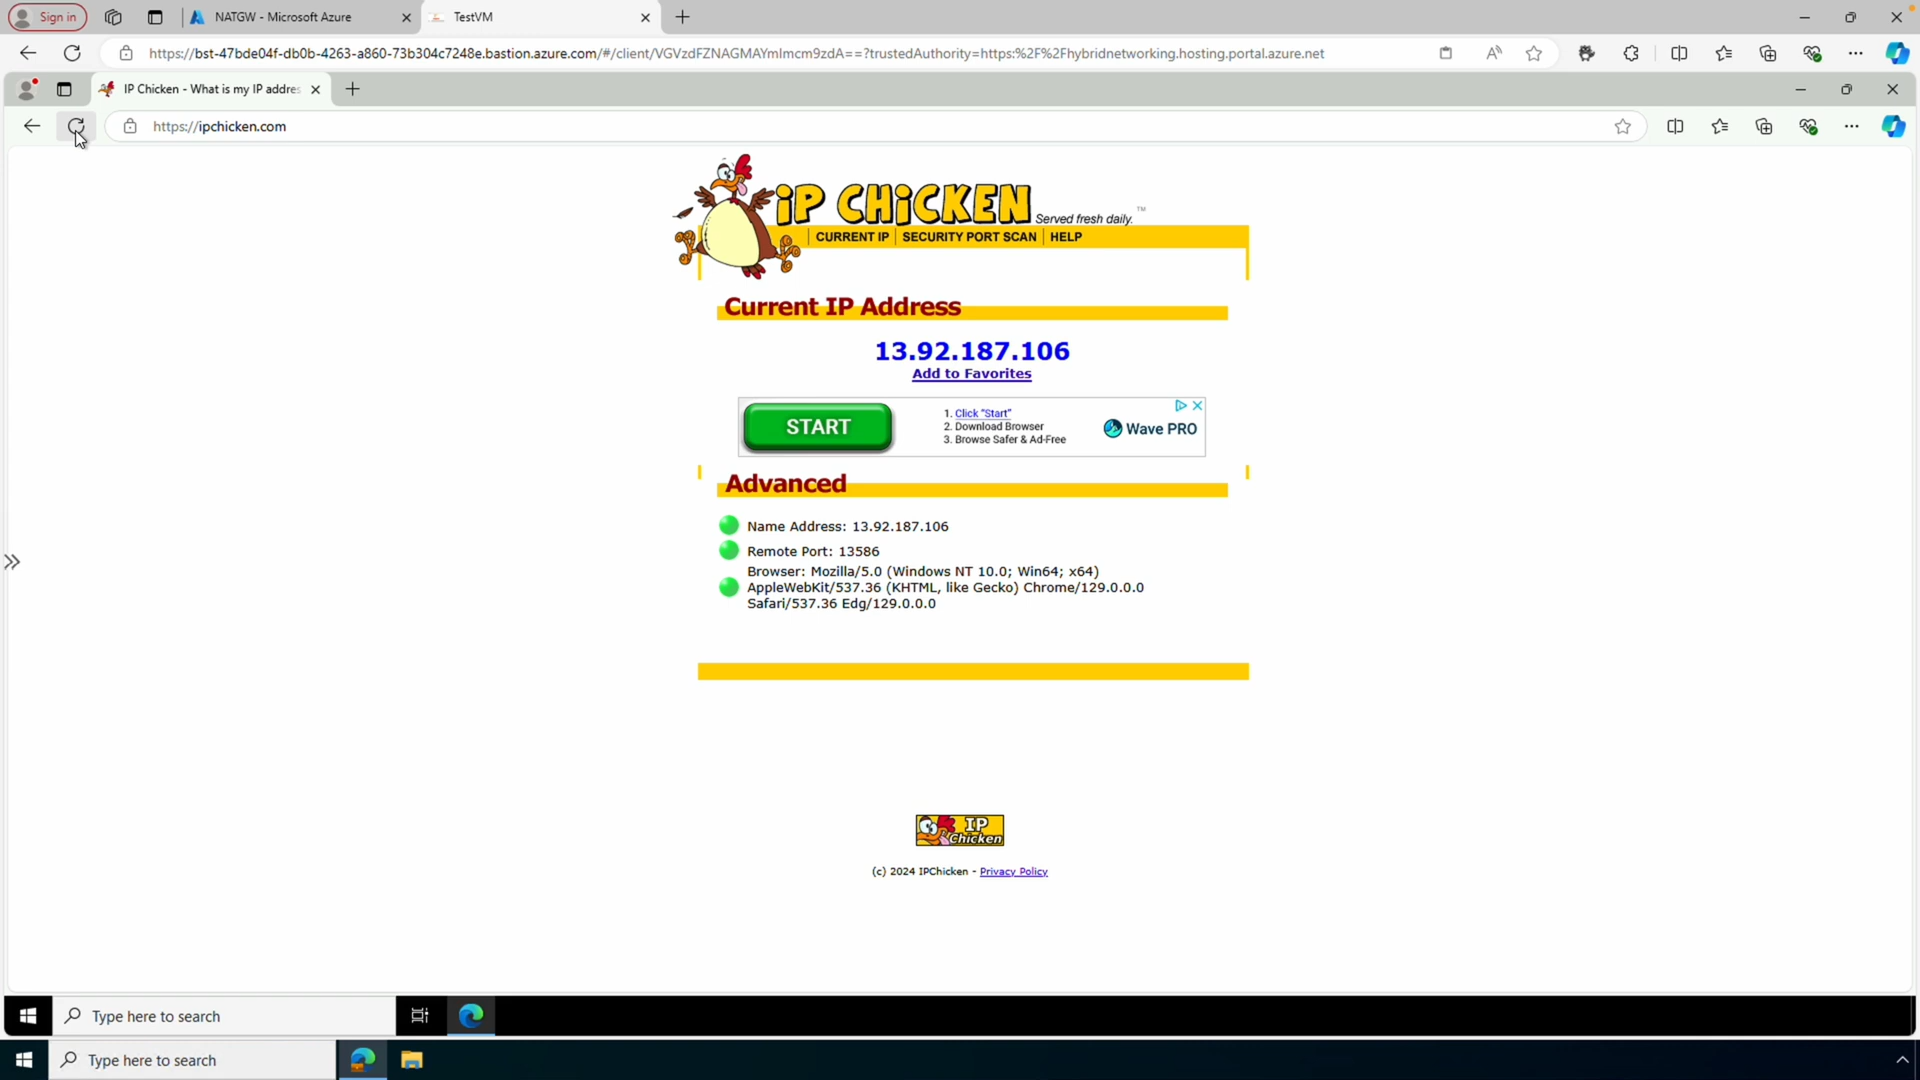 Sign in
NATGW - Microsoft Azure
TestVM
https://bst-47bde04f-db0b-4263-a860-73b304c7248e.bastion.azure.com/#/client/VGVzdFZNAGMAYmlmcm9zdA==?trustedAuthority=https:%2F%2Fhybridnetworking.hosting.portal.azure.net
IP Chicken - What is my IP addres
https://ipchicken.com
iP CHiCKEN Served fresh daily. TM
CURRENT IP | SECURITY PORT SCAN | HELP
Current IP Address
13.92.187.106
Add to Favorites
START
1. Click "Start"
2. Download Browser
3. Browse Safer & Ad-Free
Wave PRO
Advanced
Name Address: 13.92.187.106
Remote Port: 13586
Browser: Mozilla/5.0 (Windows NT 10.0; Win64; x64)
AppleWebKit/537.36 (KHTML, like Gecko) Chrome/129.0.0.0
Safari/537.36 Edg/129.0.0.0
IP
Chicken
(c) 2024 IPChicken - Privacy Policy
Type here to search
Type here to search